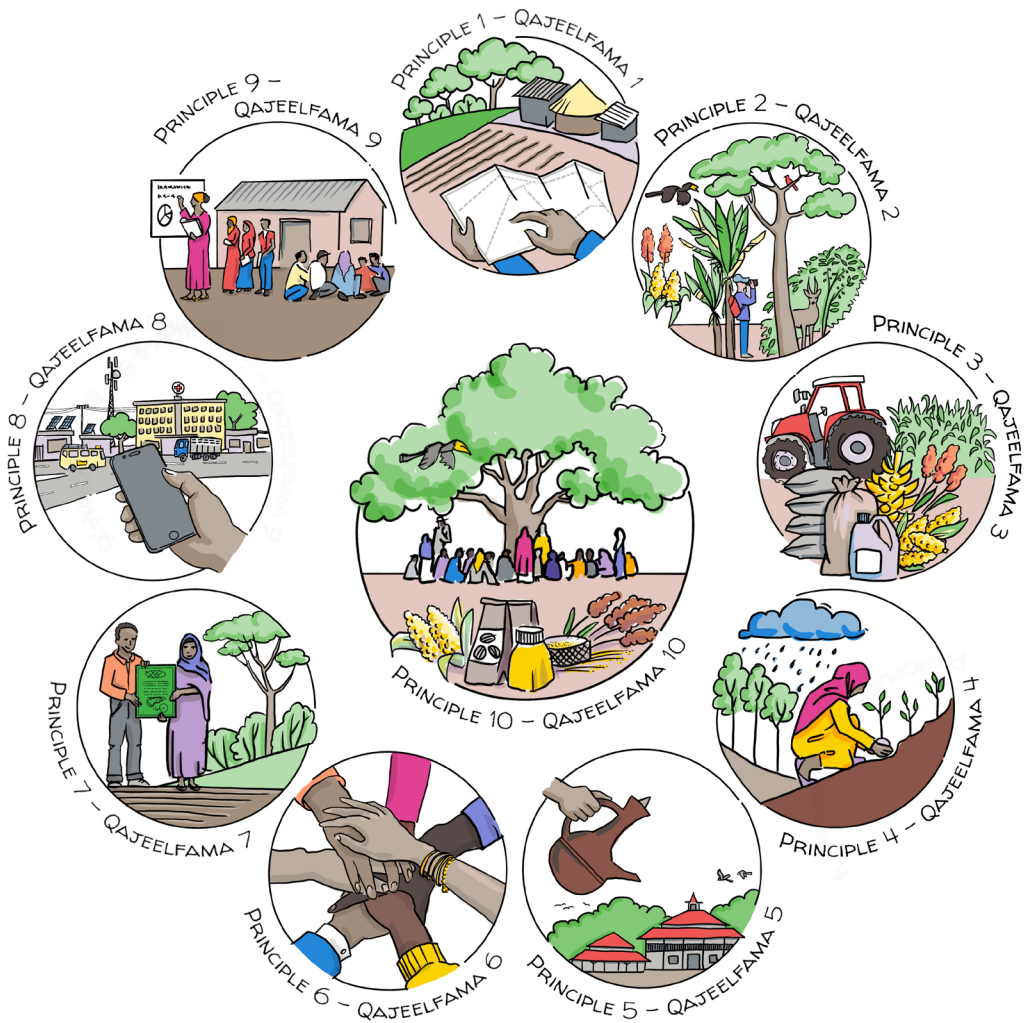 PRINCIPLE 1 – QAJEELFAMA 1
PRINCIPLE 2 – QAJEELFAMA 2
PRINCIPLE 3 – QAJEELFAMA 3
PRINCIPLE 4 – QAJEELFAMA 4
PRINCIPLE 5 – QAJEELFAMA 5
PRINCIPLE 6 – QAJEELFAMA 6
PRINCIPLE 7 – QAJEELFAMA 7
PRINCIPLE 8 – QAJEELFAMA 8
PRINCIPLE 9 –
QAJEELFAMA 9
PRINCIPLE 10 – QAJEELFAMA 10